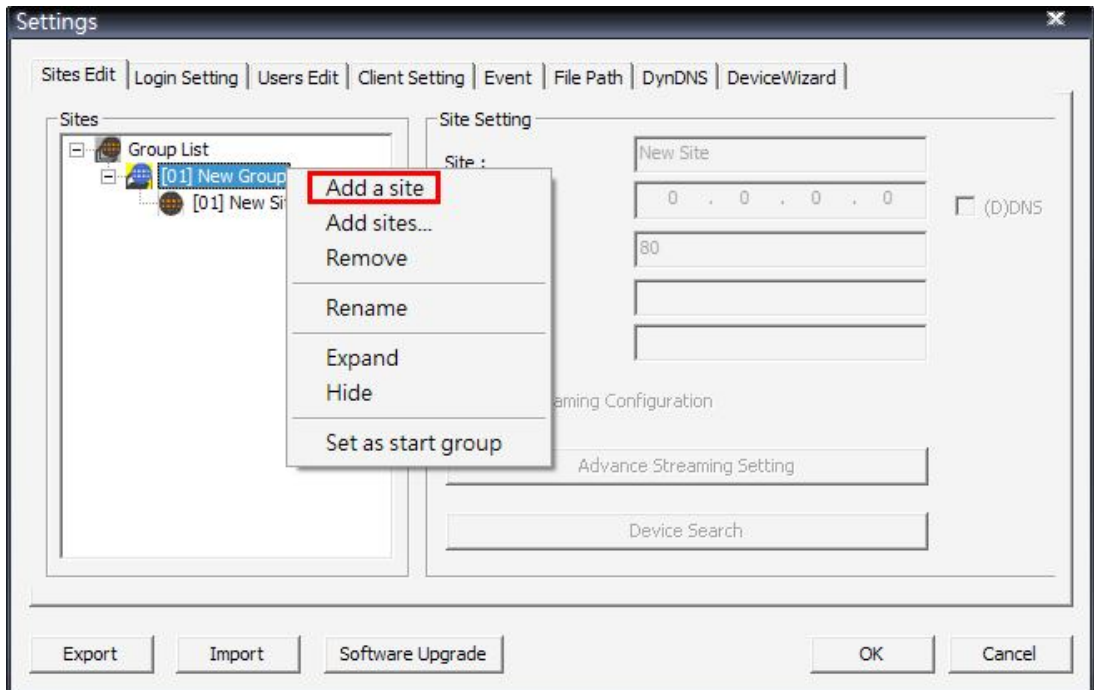 Settings
Sites Edit Login Setting Users Edit Client Setting Event File Path DynDNS DeviceWizard
Sites
Group List
[01] New Group
[01] New
Add a site
Add sites...
Remove
Rename
Expand
Hide
Set as start group
Site Setting
Site :
New Site
0 . 0 . 0 . 0
(D)DNS
80
Configuration
Advance Streaming Setting
Device Search
Export Import Software Upgrade OK Cancel